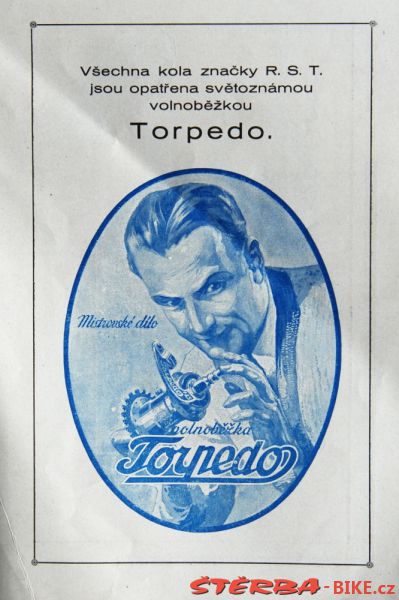 Všechna kola značky R. S. T.
jsou opatřena světoznámou
volnoběžkou
Torpedo.
Mistrovské dílo
volnoběžka
Torpedo
ŠTĚRBA-BIKE.cz